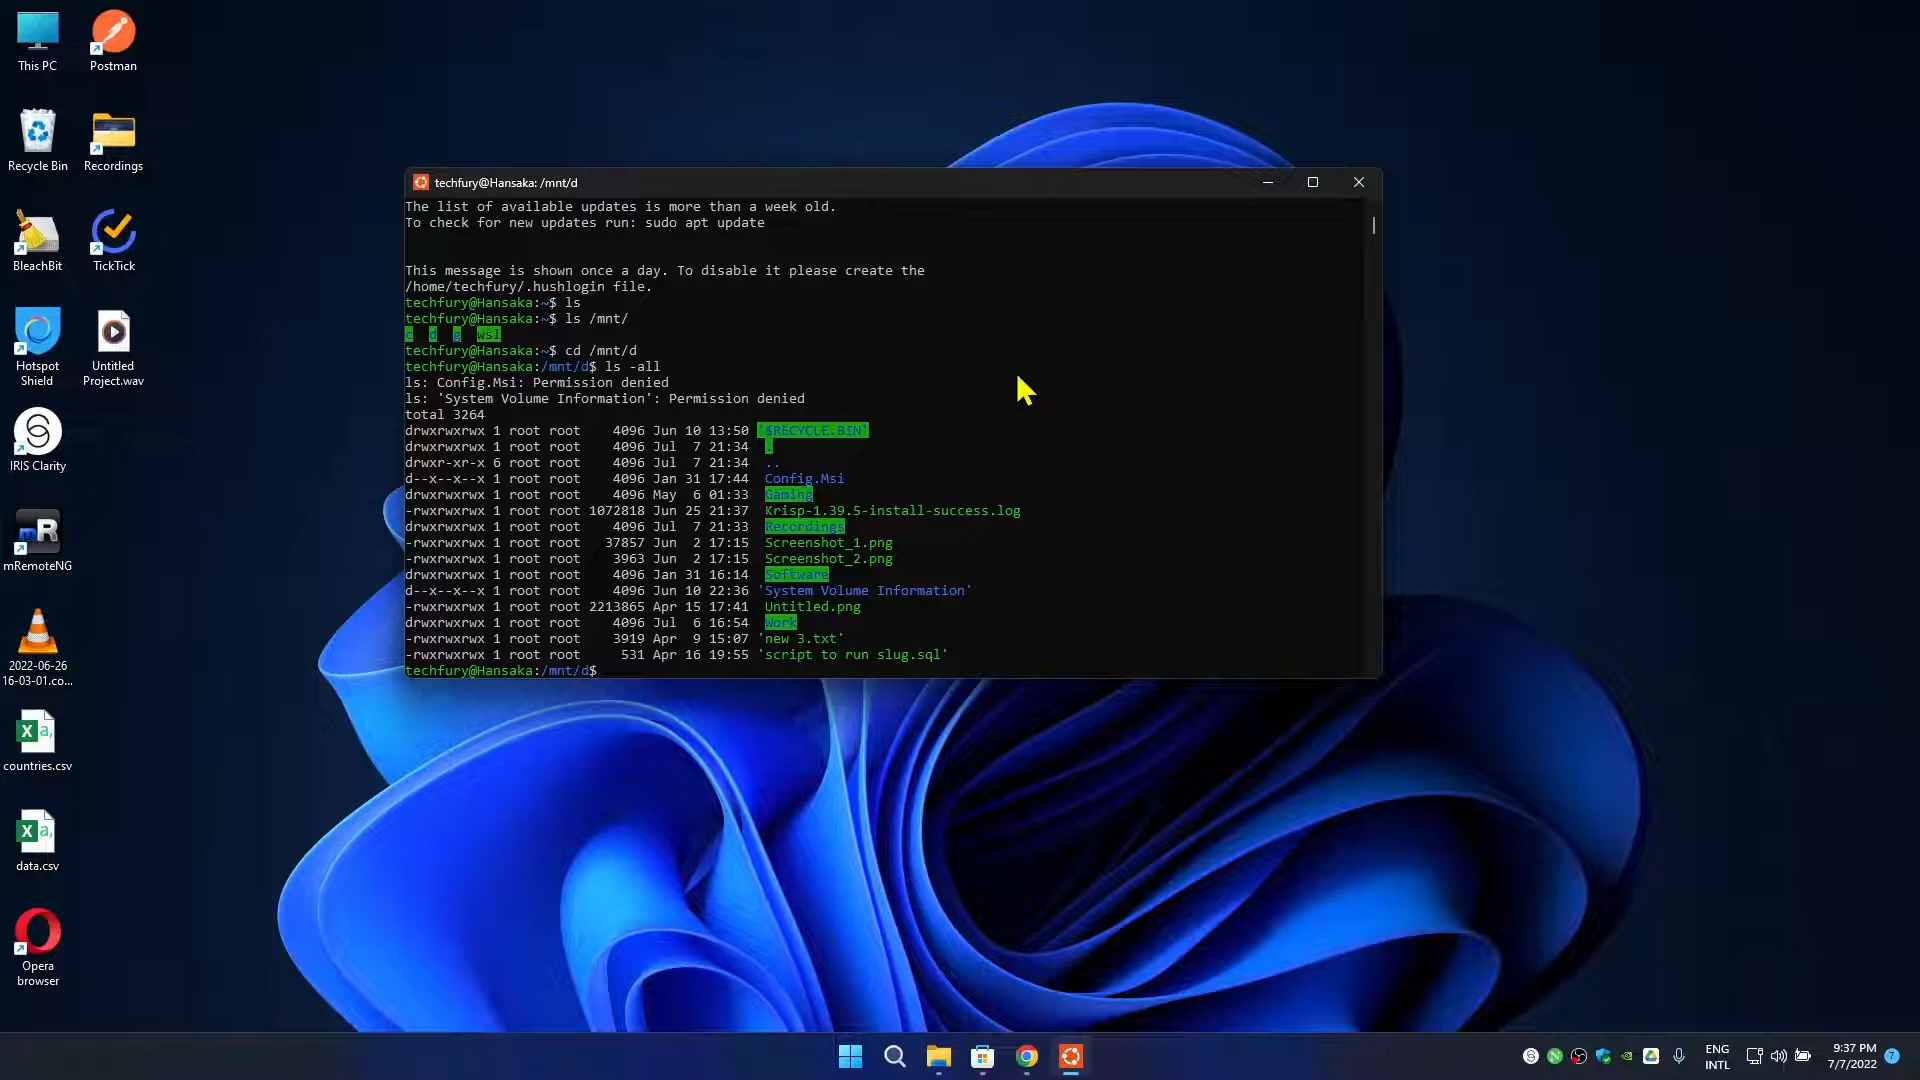 This PC
Postman
Recycle Bin
Recordings
BleachBit
TickTick
Hotspot
Shield
Untitled
Project.wav
IRIS Clarity
mRemoteNG
2022-06-26
16-03-01.co...
countries.csv
data.csv
Opera
browser
techfury@Hansaka: /mnt/d
The list of available updates is more than a week old.
To check for new updates run: sudo apt update
This message is shown once a day. To disable it please create the
/home/techfury/.hushlogin file.
techfury@Hansaka:~$ ls
techfury@Hansaka:~$ ls /mnt/
c d g wsl
techfury@Hansaka:~$ cd /mnt/d
techfury@Hansaka:/mnt/d$ ls -all
ls: Config.Msi: Permission denied
ls: 'System Volume Information': Permission denied
total 3264
drwxrwxrwx 1 root root 4096 Jun 10 13:50 '$RECYCLE.BIN'
drwxrwxrwx 1 root root 4096 Jul 7 21:34 .
drwxr-xr-x 6 root root 4096 Jul 7 21:34 ..
d--x--x--x 1 root root 4096 Jan 31 17:44 Config.Msi
drwxrwxrwx 1 root root 4096 May 6 01:33 Gaming
-rwxrwxrwx 1 root root 1072818 Jun 25 21:37 Krisp-1.39.5-install-success.log
drwxrwxrwx 1 root root 4096 Jul 7 21:33 Recordings
-rwxrwxrwx 1 root root 37857 Jun 2 17:15 Screenshot_1.png
-rwxrwxrwx 1 root root 3963 Jun 2 17:15 Screenshot_2.png
drwxrwxrwx 1 root root 4096 Jan 31 16:14 Software
d--x--x--x 1 root root 4096 Jun 10 22:36 'System Volume Information'
-rwxrwxrwx 1 root root 2213865 Apr 15 17:41 Untitled.png
drwxrwxrwx 1 root root 4096 Jul 6 16:54 Work
-rwxrwxrwx 1 root root 3919 Apr 9 15:07 'new 3.txt'
-rwxrwxrwx 1 root root 531 Apr 16 19:55 'script to run slug.sql'
techfury@Hansaka:/mnt/d$
ENG
INTL
9:37 PM
7/7/2022
7